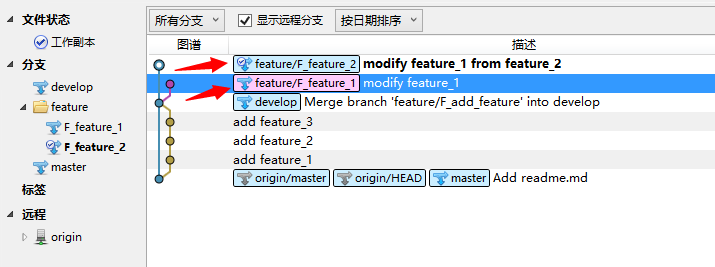 文件状态
工作副本
分支
develop
feature
F_feature_1
F_feature_2
master
标签
远程
origin
所有分支 显示远程分支 按日期排序
图谱 描述
feature/F_feature_2 modify feature_1 from feature_2
feature/F_feature_1 modify feature_1
develop Merge branch 'feature/F_add_feature' into develop
add feature_3
add feature_2
add feature_1
origin/master origin/HEAD master Add readme.md